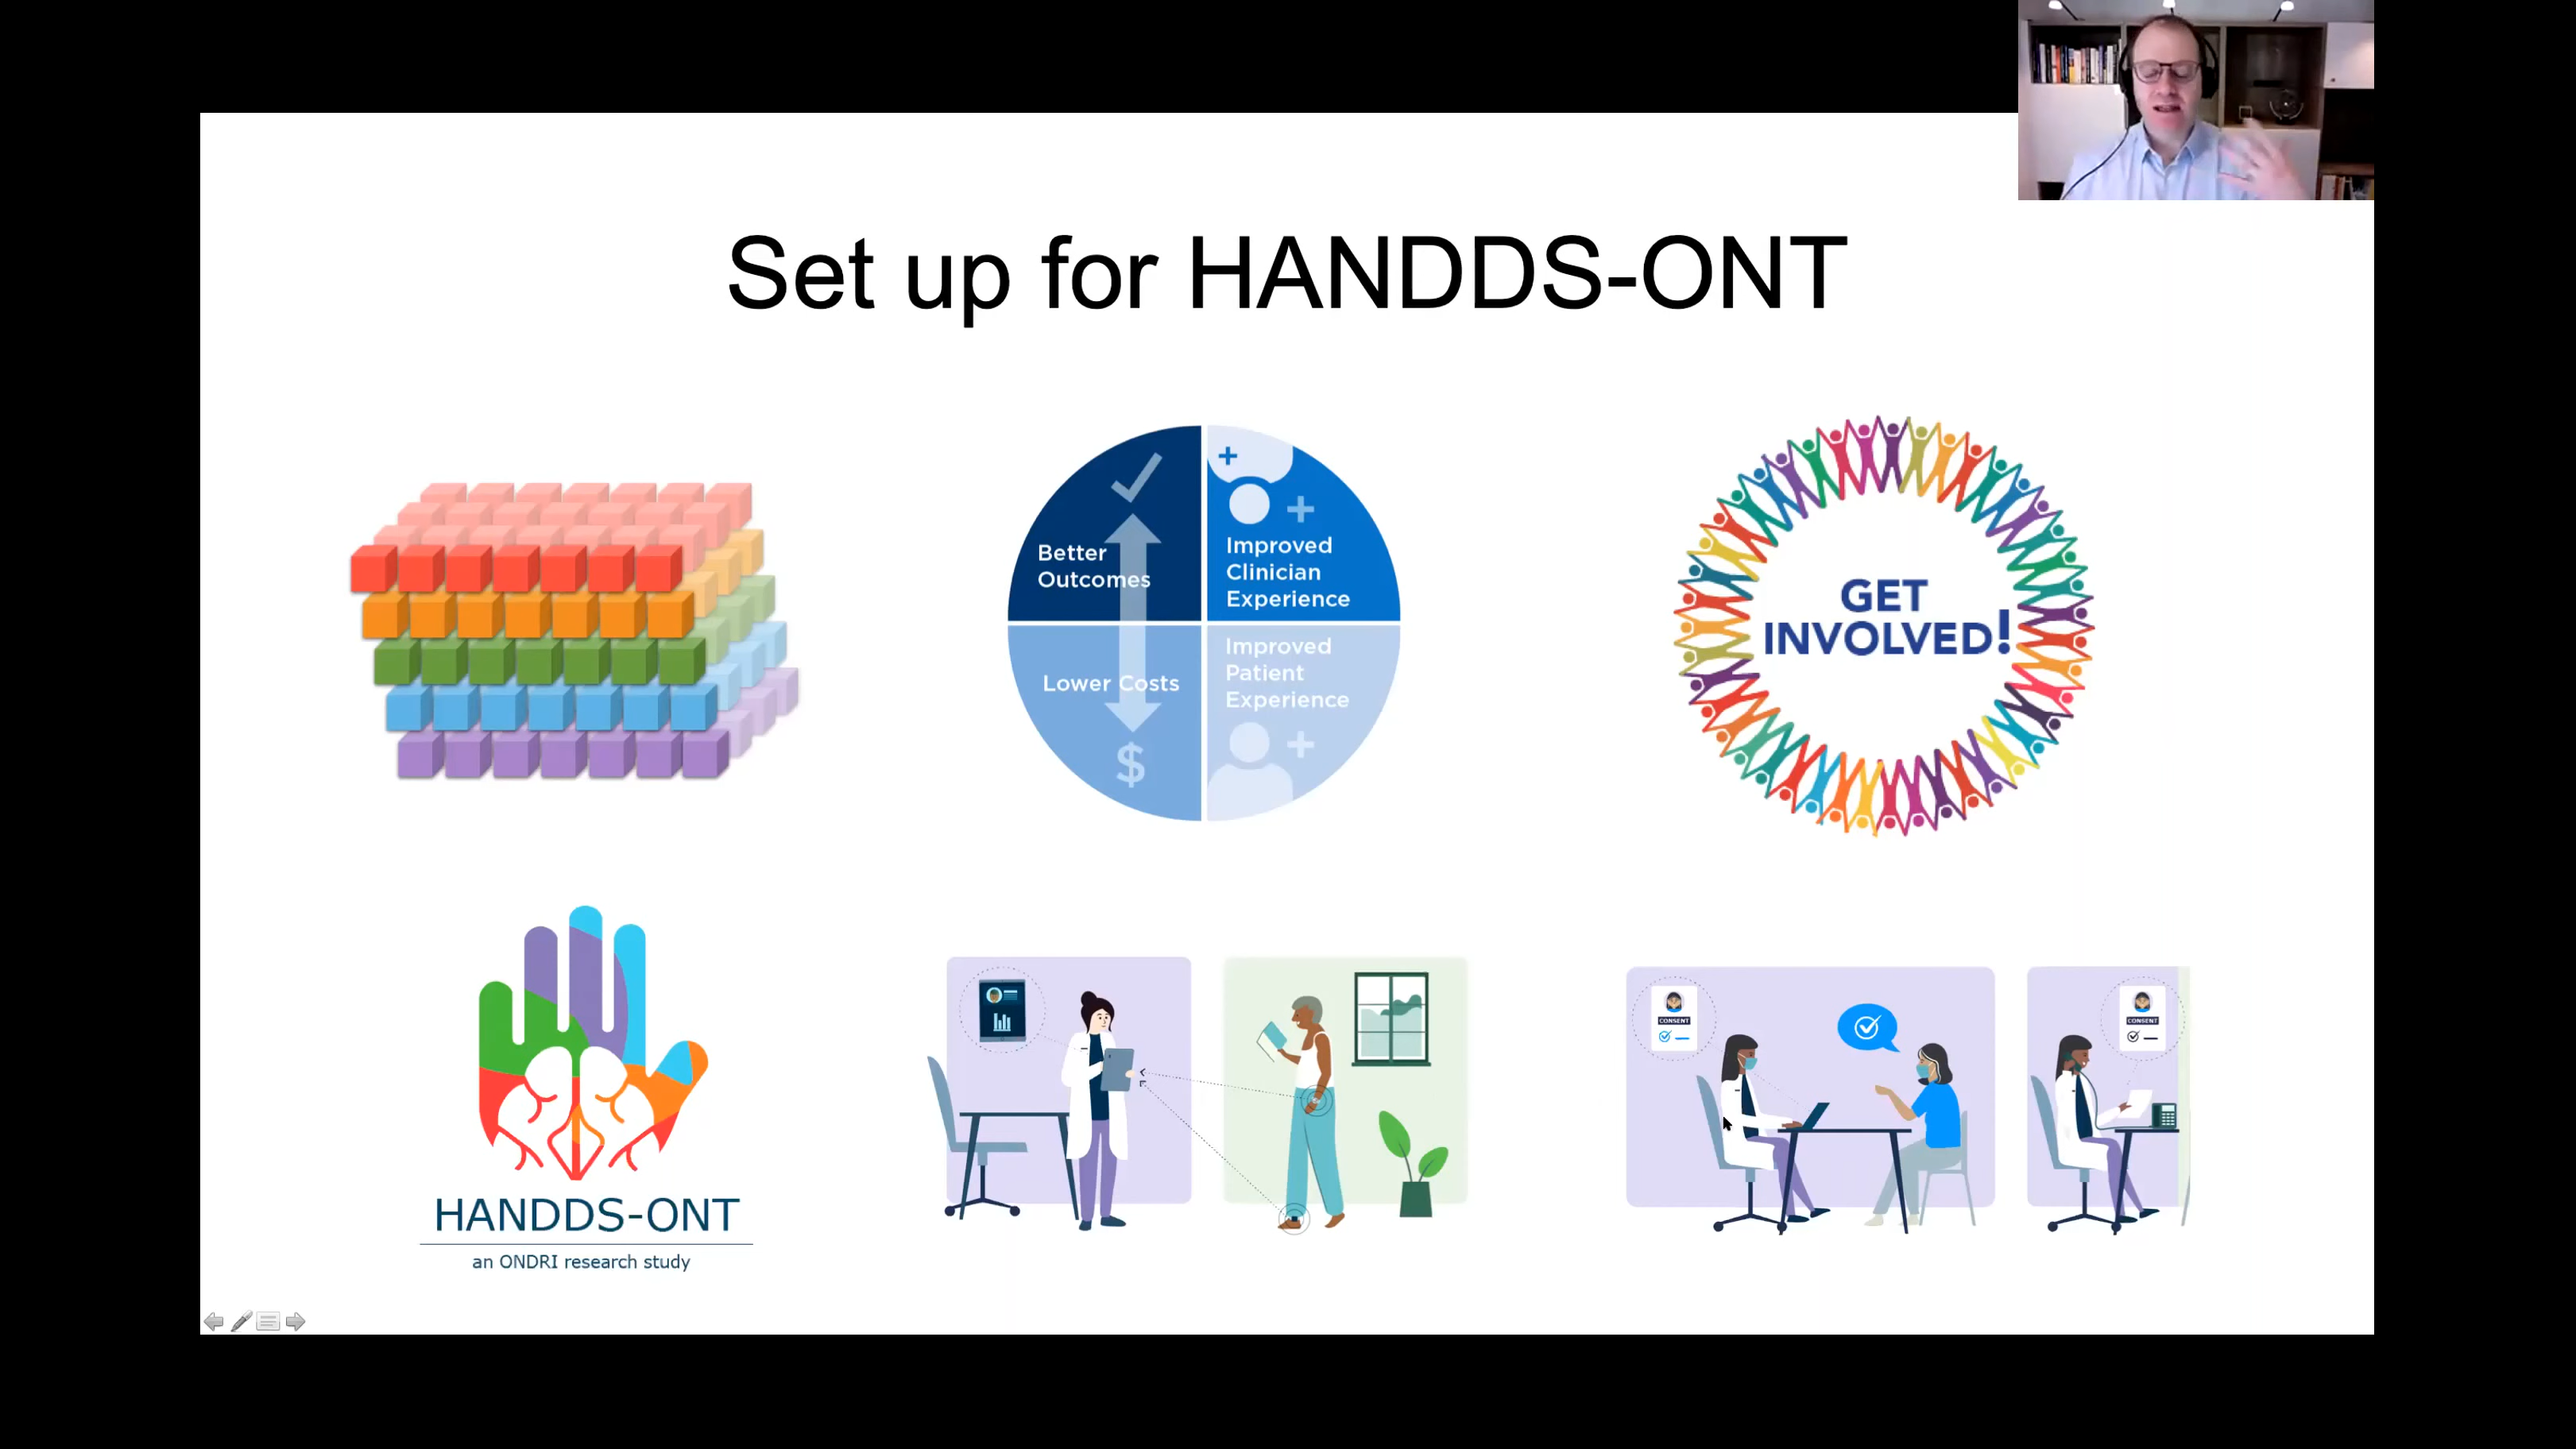 Set up for HANDDS-ONT
Better
Outcomes
Improved
Clinician
Experience
Lower Costs
$
Improved
Patient
Experience
GET
INVOLVED!
HANDDS-ONT
an ONDRI research study
CONSENT
CONSENT